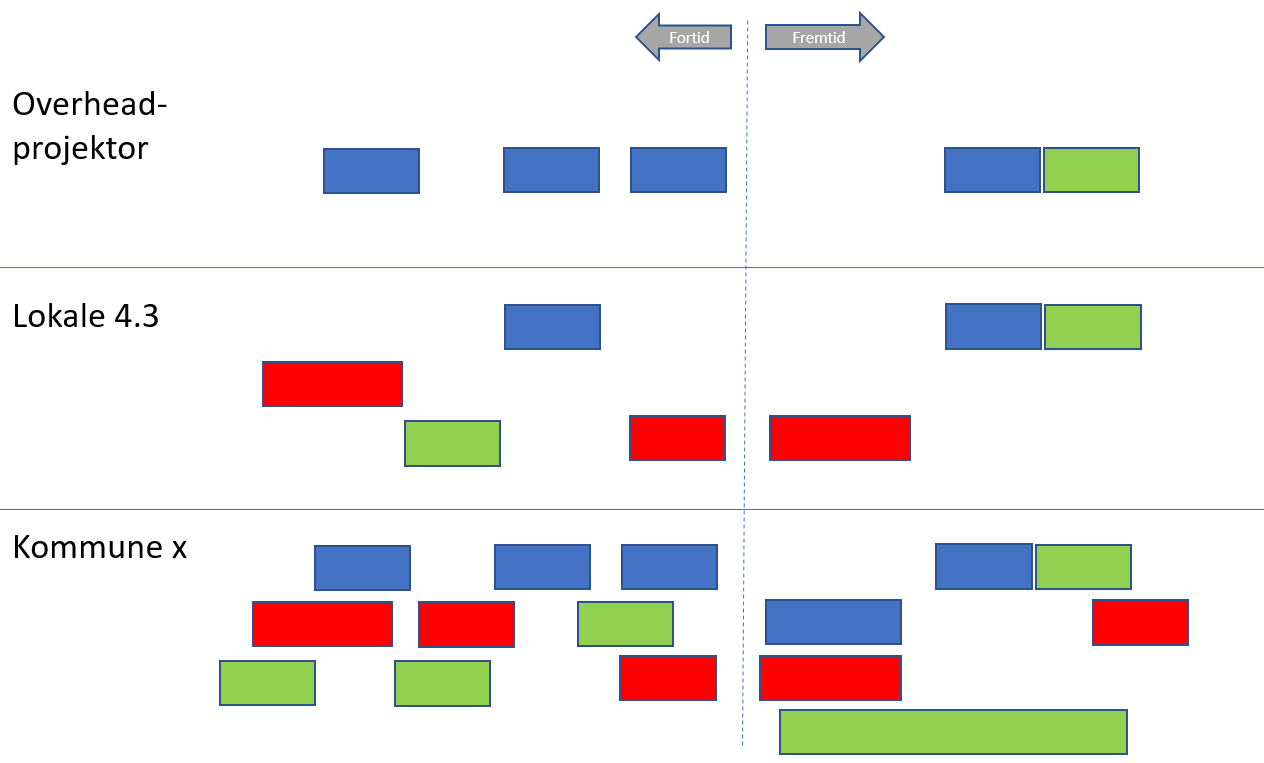 Fortid
Fremtid
Overhead-
projektor
Lokale 4.3
Kommune x